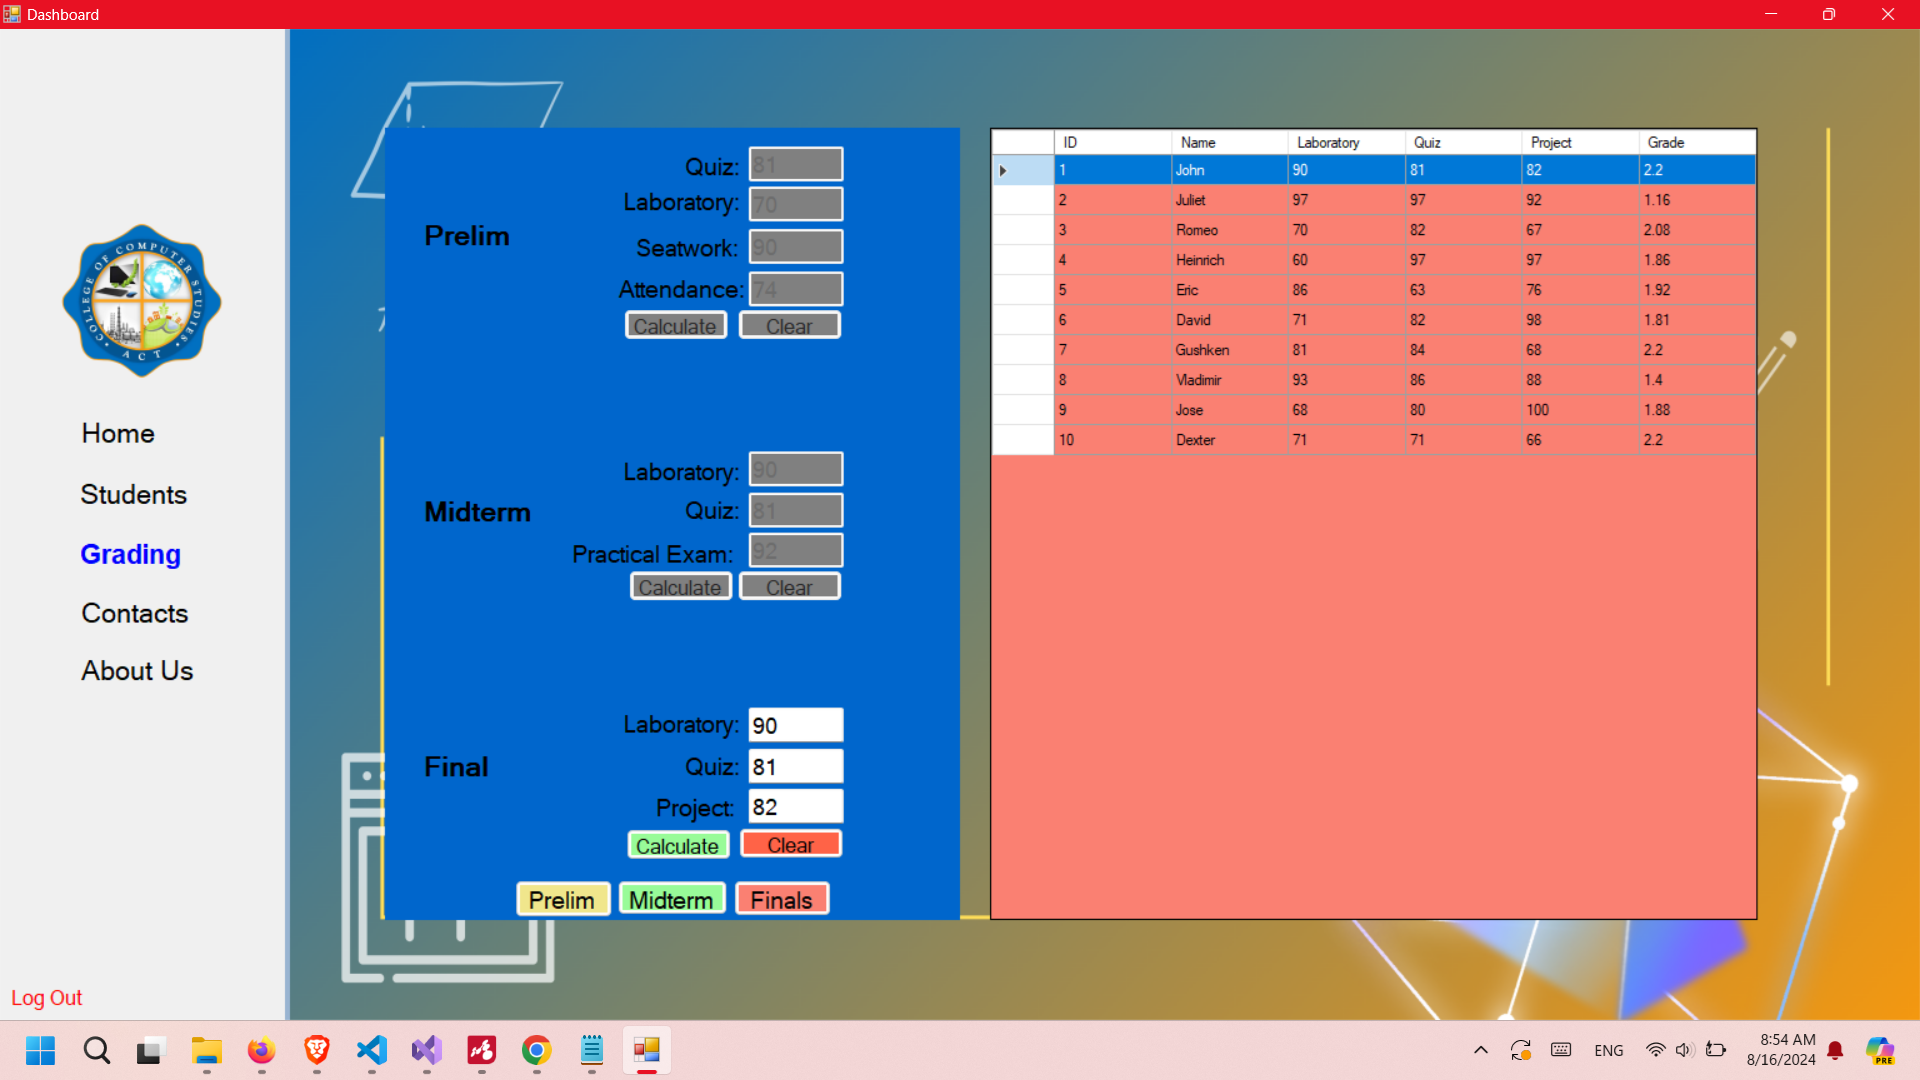 Dashboard
COLLEGE OF COMPUTER STUDIES
ACT
Home
Students
Grading
Contacts
About Us
Log Out
Prelim
Quiz: 81
Laboratory: 70
Seatwork: 90
Attendance: 74
Calculate Clear
Midterm
Laboratory: 90
Quiz: 81
Practical Exam: 92
Calculate Clear
Final
Laboratory: 90
Quiz: 81
Project: 82
Calculate Clear
Prelim Midterm Finals
ID Name Laboratory Quiz Project Grade
1 John 90 81 82 2.2
2 Juliet 97 97 92 1.16
3 Romeo 70 82 67 2.08
4 Heinrich 60 97 97 1.86
5 Eric 86 63 76 1.92
6 David 71 82 98 1.81
7 Gushken 81 84 68 2.2
8 Vladimir 93 86 88 1.4
9 Jose 68 80 100 1.88
10 Dexter 71 71 66 2.2
ENG
8:54 AM
8/16/2024
PRE